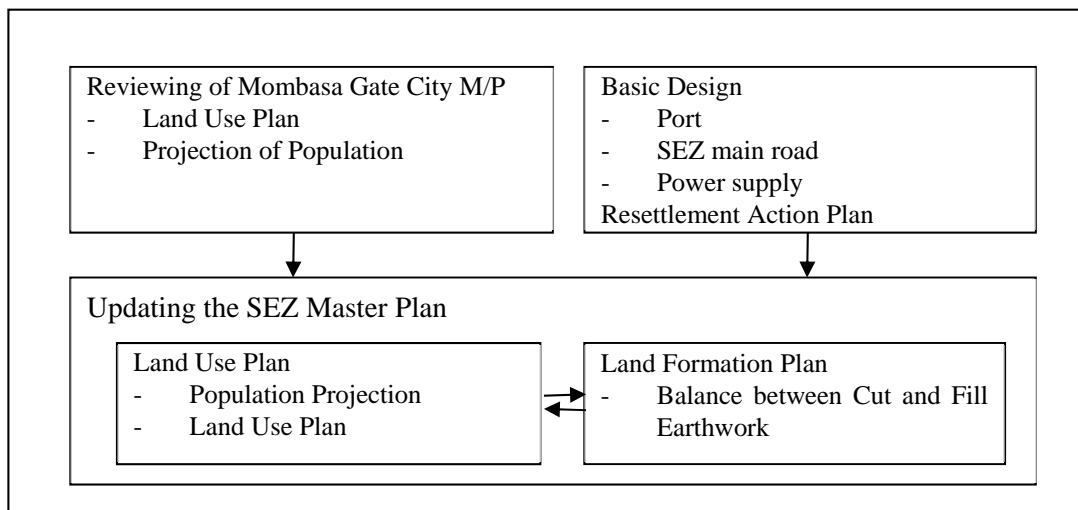 Reviewing of Mombasa Gate City M/P
- Land Use Plan
- Projection of Population
Basic Design
- Port
- SEZ main road
- Power supply
Resettlement Action Plan
Updating the SEZ Master Plan
Land Use Plan
- Population Projection
- Land Use Plan
Land Formation Plan
- Balance between Cut and Fill
Earthwork